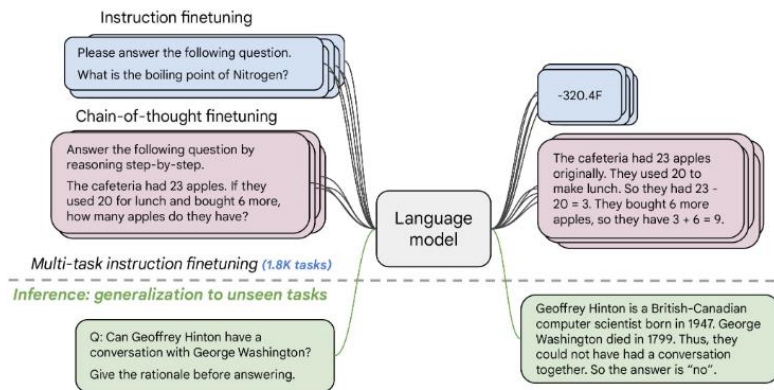 Instruction finetuning
Please answer the following question.
What is the boiling point of Nitrogen?
-320.4F
Chain-of-thought finetuning
Answer the following question by
reasoning step-by-step.
The cafeteria had 23 apples. If they
used 20 for lunch and bought 6 more,
how many apples do they have?
Language
model
The cafeteria had 23 apples
originally. They used 20 to
make lunch. So they had 23 -
20 = 3. They bought 6 more
apples, so they have 3 + 6 = 9.
Multi-task instruction finetuning (1.8K tasks)
Inference: generalization to unseen tasks
Q: Can Geoffrey Hinton have a
conversation with George Washington?
Give the rationale before answering.
Geoffrey Hinton is a British-Canadian
computer scientist born in 1947. George
Washington died in 1799. Thus, they
could not have had a conversation
together. So the answer is “no”.